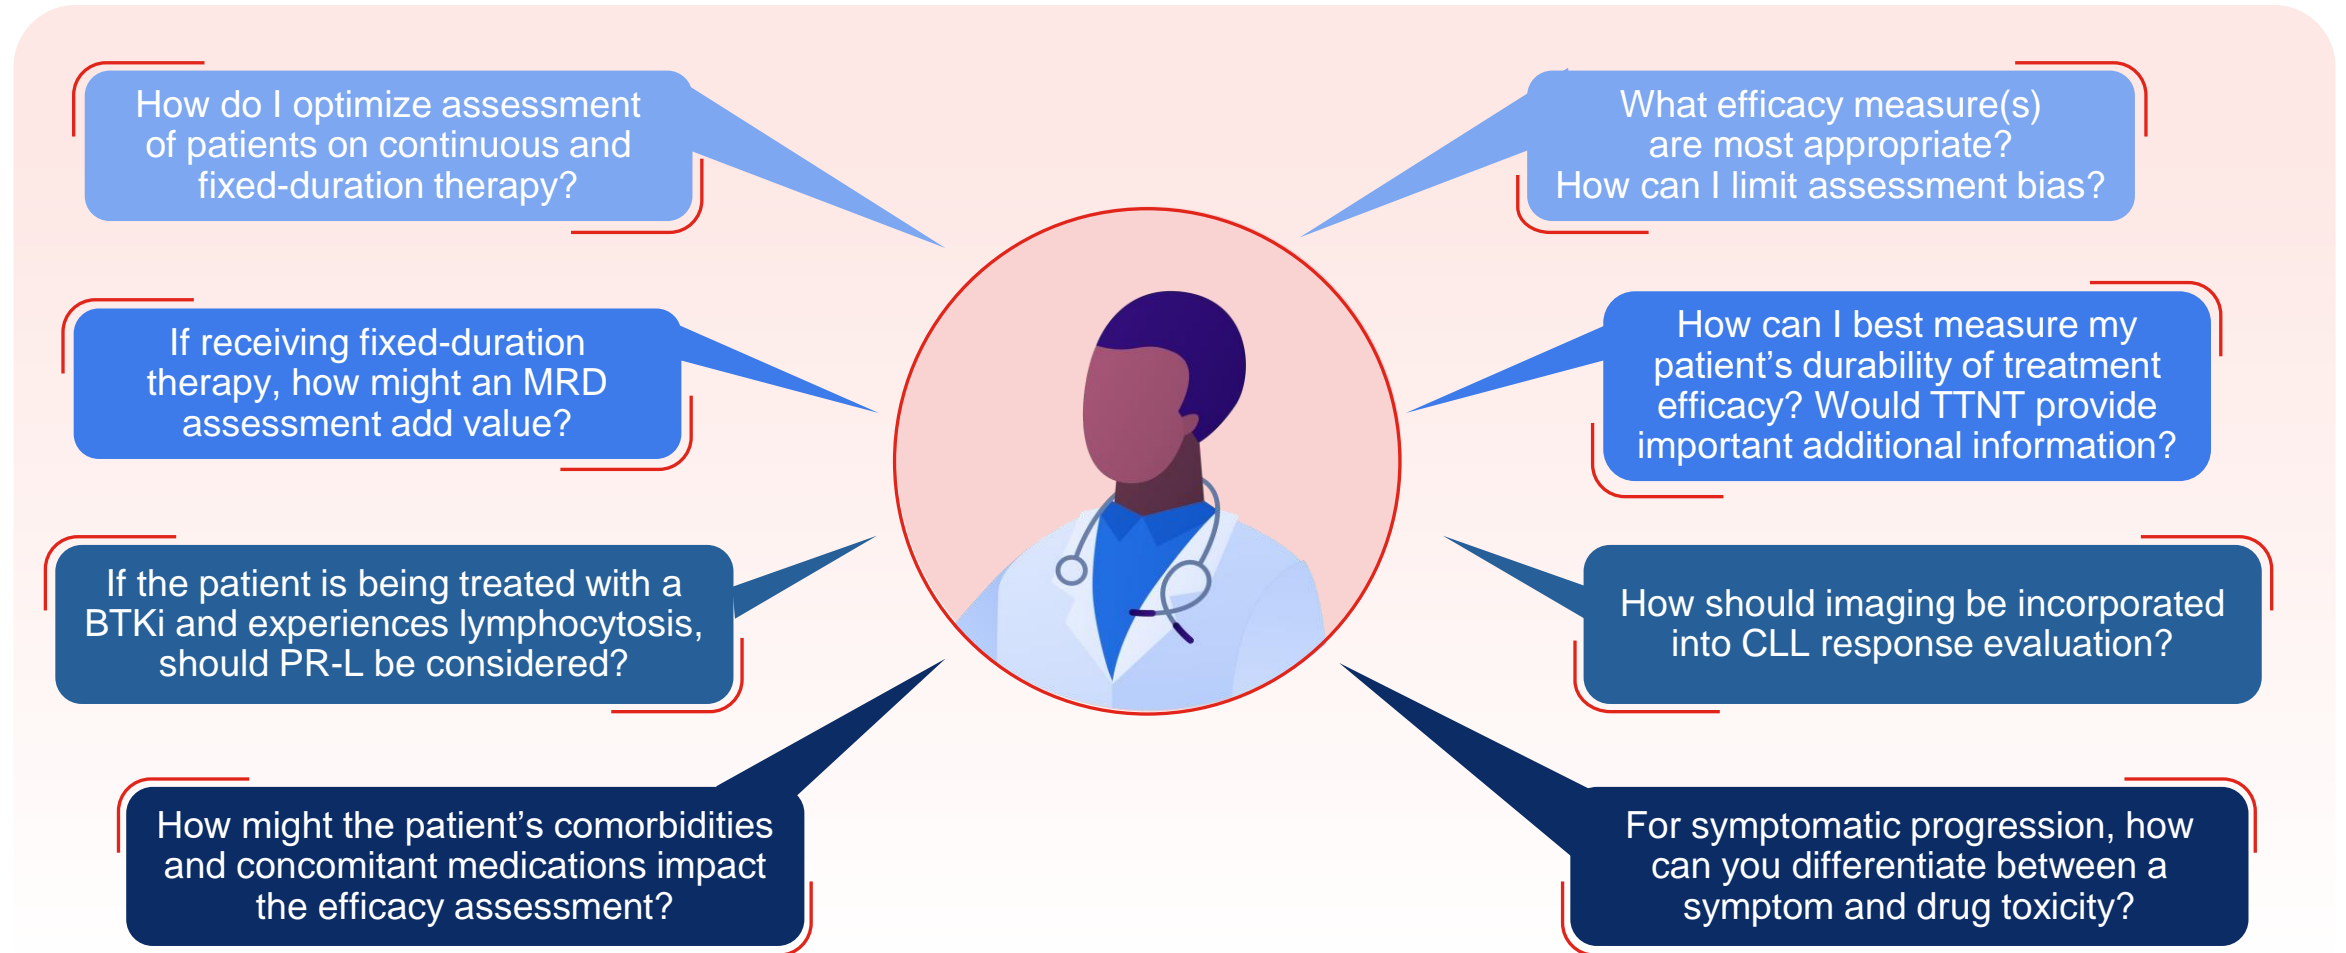 How do I optimize assessment
of patients on continuous and
fixed-duration therapy?
If receiving fixed-duration
therapy, how might an MRD
assessment add value?
If the patient is being treated with a
BTKi and experiences lymphocytosis,
should PR-L be considered?
How might the patient’s comorbidities
and concomitant medications impact
the efficacy assessment?
What efficacy measure(s)
are most appropriate?
How can I limit assessment bias?
How can I best measure my
patient’s durability of treatment
efficacy? Would TTNT provide
important additional information?
How should imaging be incorporated
into CLL response evaluation?
For symptomatic progression, how
can you differentiate between a
symptom and drug toxicity?